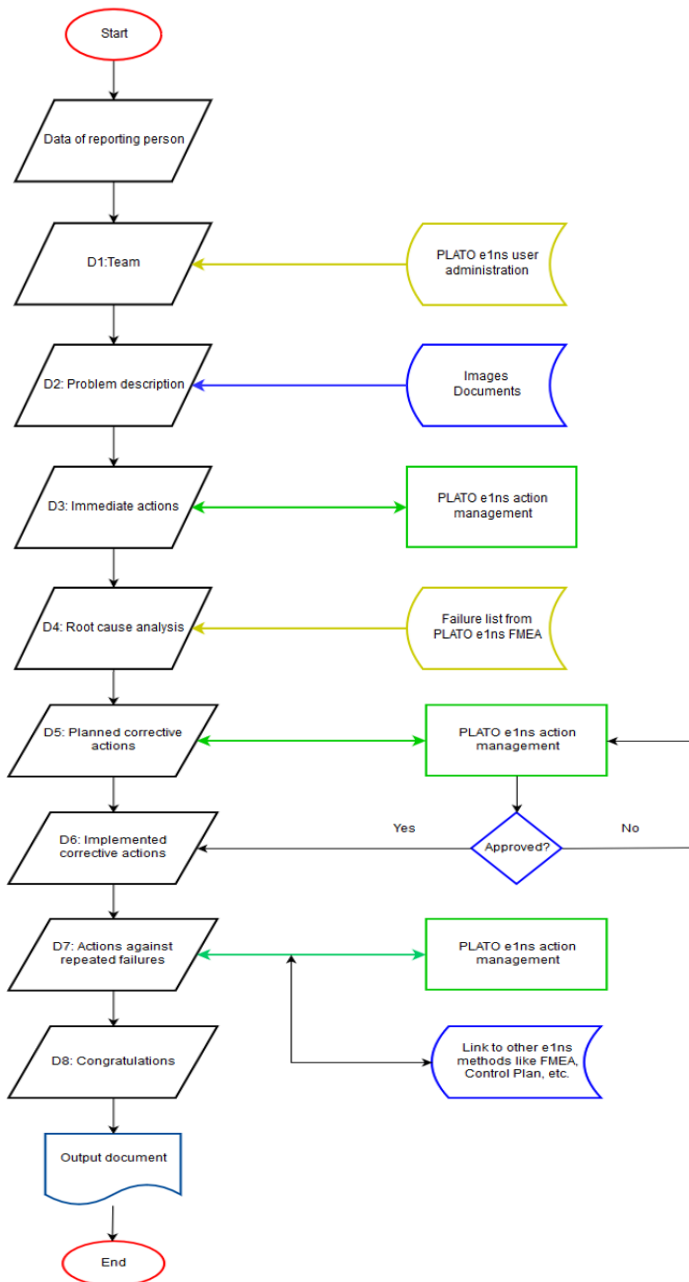 Start
Data of reporting person
D1:Team
PLATO e1ns user
administration
D2: Problem description
Images
Documents
D3: Immediate actions
PLATO e1ns action
management
D4: Root cause analysis
Failure list from
PLATO e1ns FMEA
D5: Planned corrective
actions
PLATO e1ns action
management
D6: Implemented
corrective actions
Yes
Approved?
No
D7: Actions against
repeated failures
PLATO e1ns action
management
D8: Congratulations
Link to other e1ns
methods like FMEA,
Control Plan, etc.
Output document
End